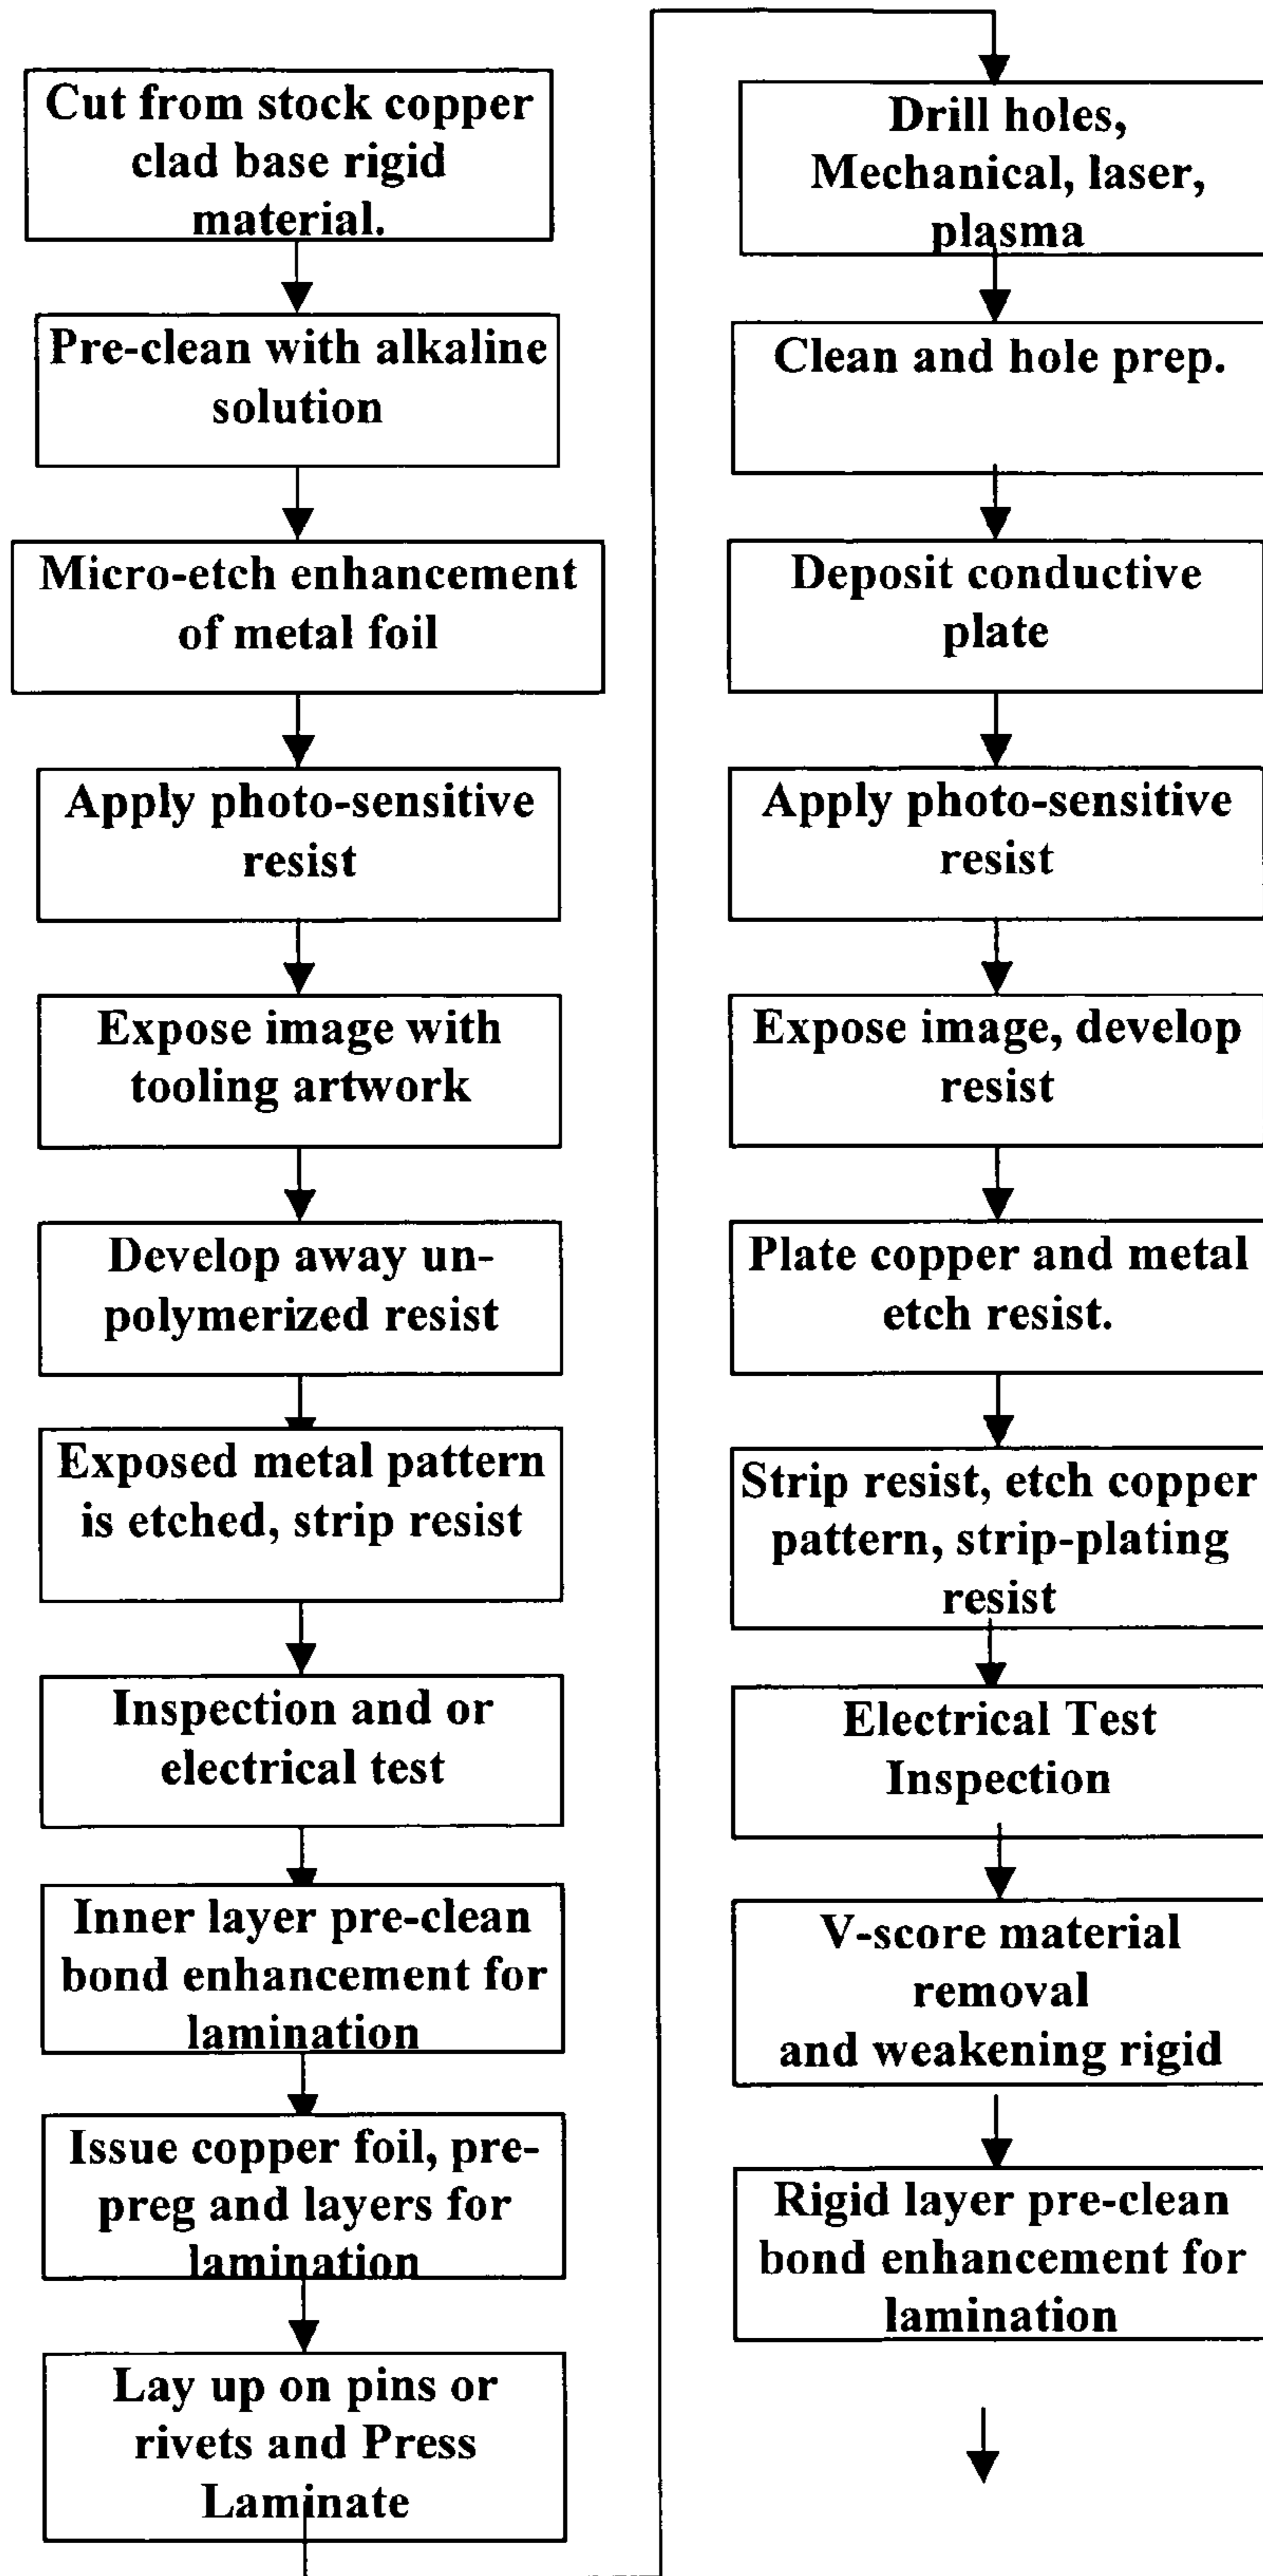 Cut from stock copper
clad base rigid
material.
Pre-clean with alkaline
solution
Micro-etch enhancement
of metal foil
Apply photo-sensitive
resist
Expose image with
tooling artwork
Develop away un-
polymerized resist
Exposed metal pattern
is etched, strip resist
Inspection and or
electrical test
Inner layer pre-clean
bond enhancement for
lamination
Issue copper foil, pre-
preg and layers for
lamination
Lay up on pins or
rivets and Press
Laminate
Drill holes,
Mechanical, laser,
plasma
Clean and hole prep.
Deposit conductive
plate
Apply photo-sensitive
resist
Expose image, develop
resist
Plate copper and metal
etch resist.
Strip resist, etch copper
pattern, strip-plating
resist
Electrical Test
Inspection
V-score material
removal
and weakening rigid
Rigid layer pre-clean
bond enhancement for
lamination